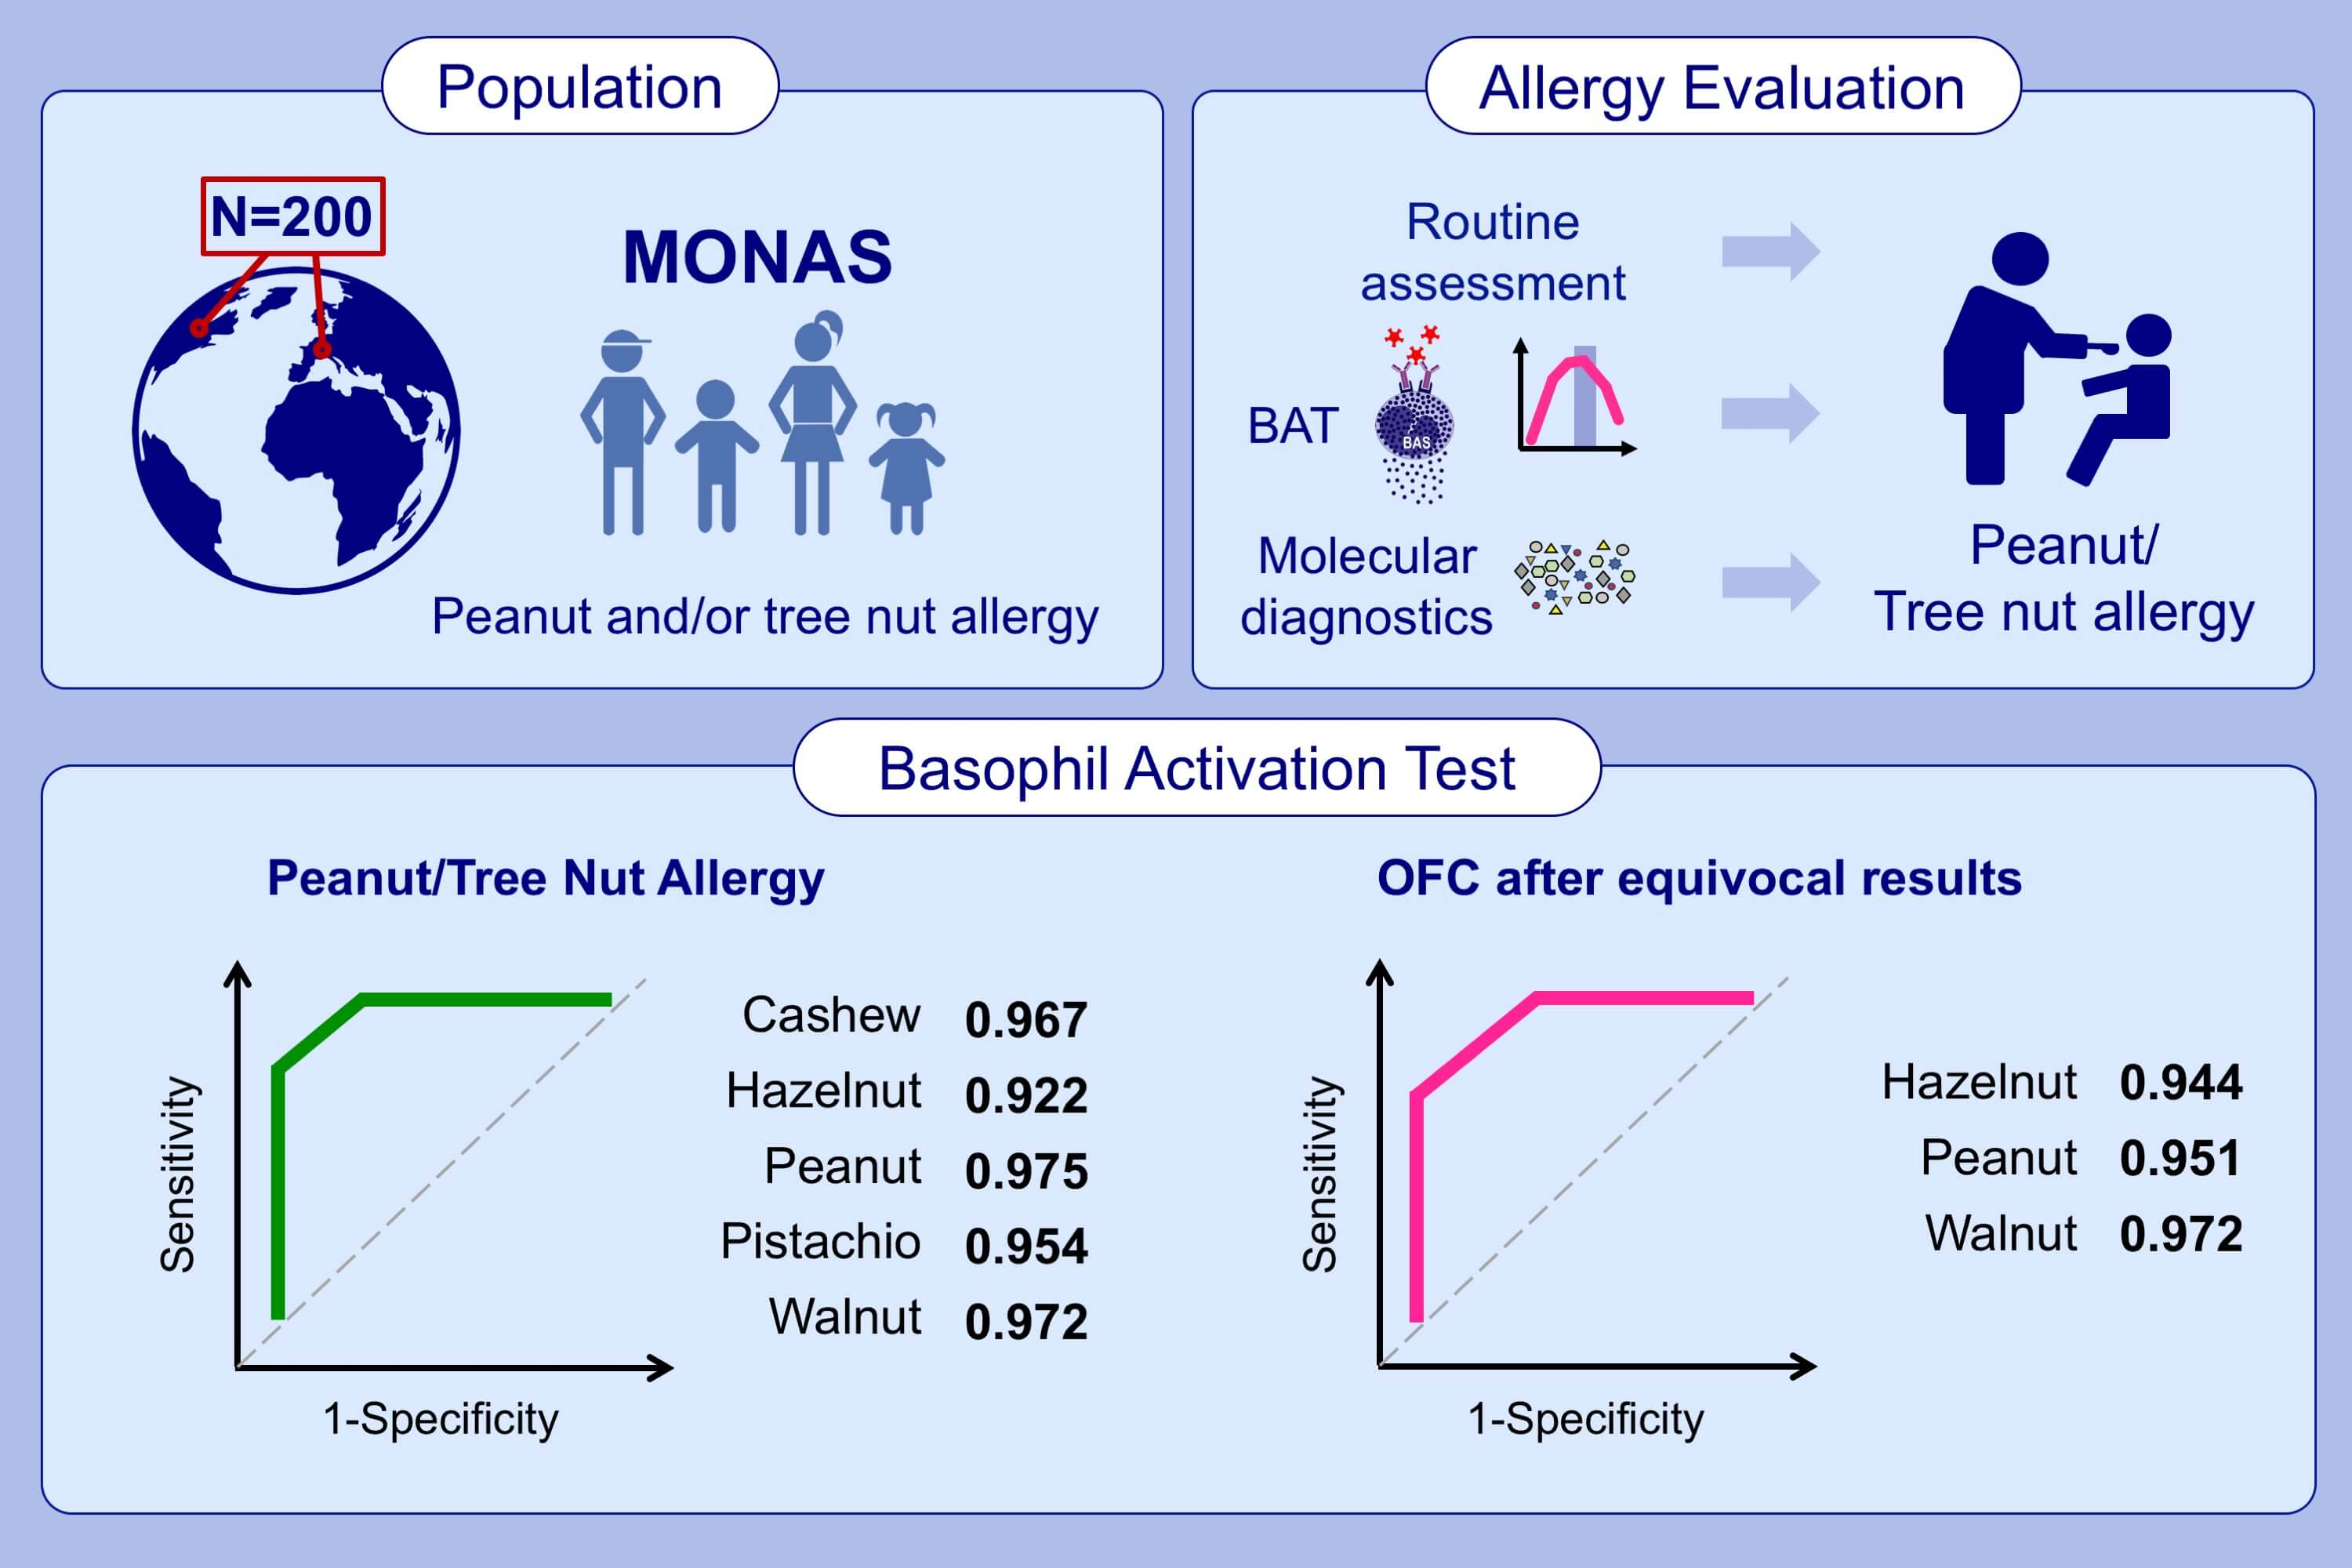 Population
N=200
MONAS
Peanut and/or tree nut allergy
Allergy Evaluation
Routine
assessment
BAT
BAS
Molecular
diagnostics
Peanut/
Tree nut allergy
Basophil Activation Test
Peanut/Tree Nut Allergy
Sensitivity
1-Specificity
Cashew 0.967
Hazelnut 0.922
Peanut 0.975
Pistachio 0.954
Walnut 0.972
OFC after equivocal results
Sensitivity
1-Specificity
Hazelnut 0.944
Peanut 0.951
Walnut 0.972